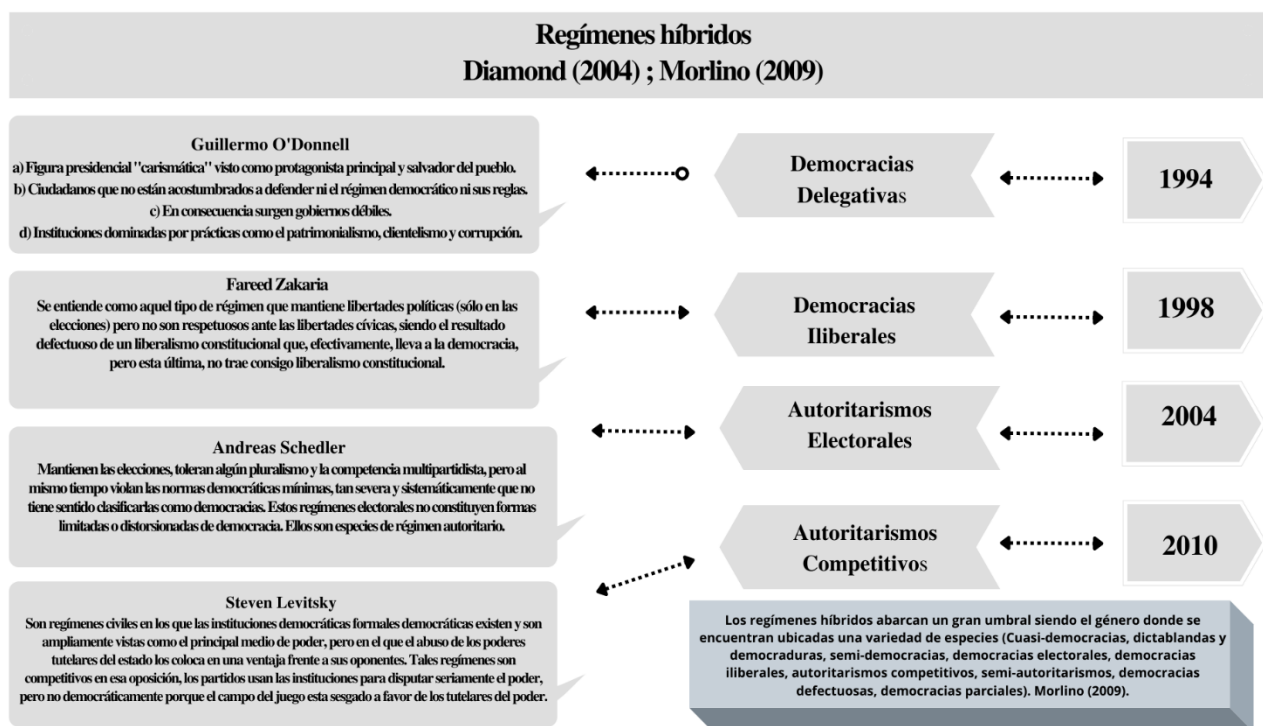 Regímenes híbridos
Diamond (2004) ; Morlino (2009)
Guillermo O'Donnell
a) Figura presidencial "carismática" visto como protagonista principal y salvador del pueblo.
b) Ciudadanos que no están acostumbrados a defender ni el régimen democrático ni sus reglas.
c) En consecuencia surgen gobiernos débiles.
d) Instituciones dominadas por prácticas como el patrimonialismo, clientelismo y corrupción.
Democracias
Delegativas
1994
Fareed Zakaria
Se entiende como aquel tipo de régimen que mantiene libertades políticas (sólo en las
elecciones) pero no son respetuosos ante las libertades cívicas, siendo el resultado
defectuoso de un liberalismo constitucional que, efectivamente, lleva a la democracia,
pero esta última, no trae consigo liberalismo constitucional.
Democracias
Iliberales
1998
Andreas Schedler
Mantienen las elecciones, toleran algún pluralismo y la competencia multipartidista, pero al
mismo tiempo violan las normas democráticas mínimas, tan severa y sistemáticamente que no
tiene sentido clasificarlas como democracias. Estos regímenes electorales no constituyen formas
limitadas o distorsionadas de democracia. Ellos son especies de régimen autoritario.
Autoritarismos
Electorales
2004
Steven Levitsky
Son regímenes civiles en los que las instituciones democráticas formales democráticas existen y son
ampliamente vistas como el principal medio de poder, pero en el que el abuso de los poderes
tutelares del estado los coloca en una ventaja frente a sus oponentes. Tales regímenes son
competitivos en esa oposición, los partidos usan las instituciones para disputar seriamente el poder,
pero no democráticamente porque el campo del juego esta sesgado a favor de los tutelares del poder.
Autoritarismos
Competitivos
2010
Los regímenes híbridos abarcan un gran umbral siendo el género donde se
encuentran ubicadas una variedad de especies (Cuasi-democracias, dictablandas y
democraduras, semi-democracias, democracias electorales, democracias
iliberales, autoritarismos competitivos, semi-autoritarismos, democracias
defectuosas, democracias parciales). Morlino (2009).